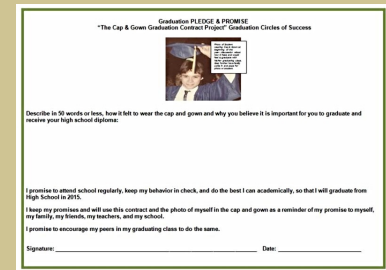 Graduation PLEDGE & PROMISE
"The Cap & Gown Graduation Contract Project" Graduation Circles of Success
Describe in 50 words or less, how it felt to wear the cap and gown and why you believe it is important for you to graduate and
receive your high school diploma:
I promise to attend school regularly, keep my behavior in check, and do the best I can academically, so that I will graduate from
High School in 2015.
I keep my promises and will use this contract and the photo of myself in the cap and gown as a reminder of my promise to myself,
my family, my friends, my teachers, and my school.
I promise to encourage my peers in my graduating class to do the same.
Signature: Date: